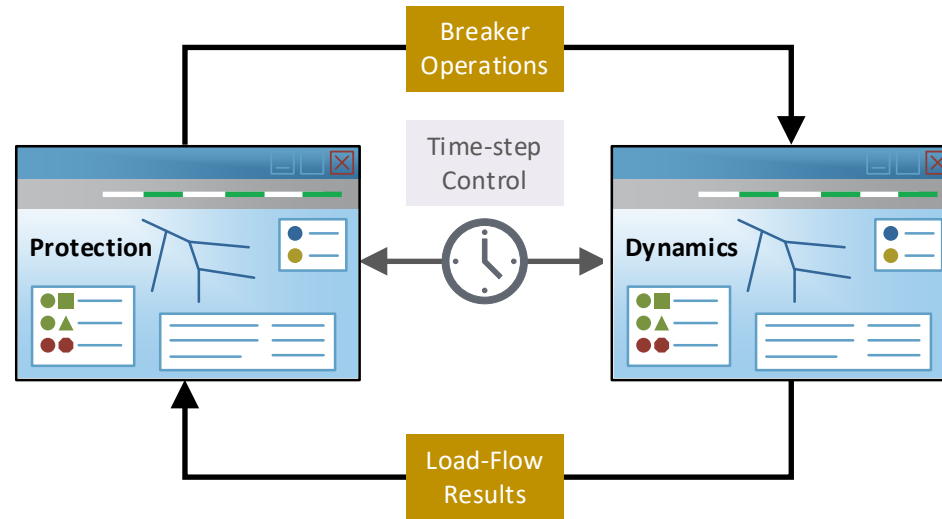 Breaker
Operations
Time-step
Control
Protection
Dynamics
Load-Flow
Results